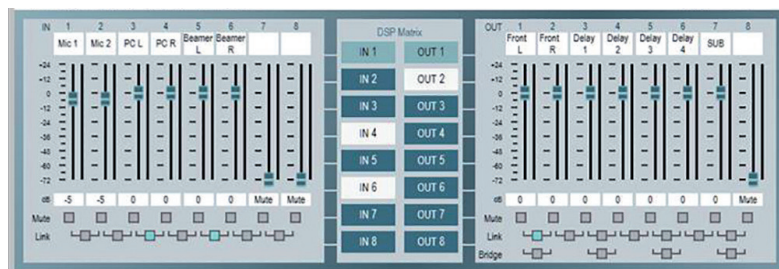 IN 1 2 3 4 5 6 7 8
Mic 1 Mic 2 PC L PC R Beamer L Beamer R
-24
-12
0
-12
-24
-36
-48
-60
-72
dB -5 -5 0 0 0 0 Mute Mute
Mute
Link
DSP Matrix
IN 1 OUT 1
IN 2 OUT 2
IN 3 OUT 3
IN 4 OUT 4
IN 5 OUT 5
IN 6 OUT 6
IN 7 OUT 7
IN 8 OUT 8
OUT 1 2 3 4 5 6 7 8
Front L Front R Delay 1 Delay 2 Delay 3 Delay 4 SUB
-24
-12
0
-12
-24
-36
-48
-60
-72
dB 0 0 0 0 0 0 0 Mute
Mute
Link
Bridge